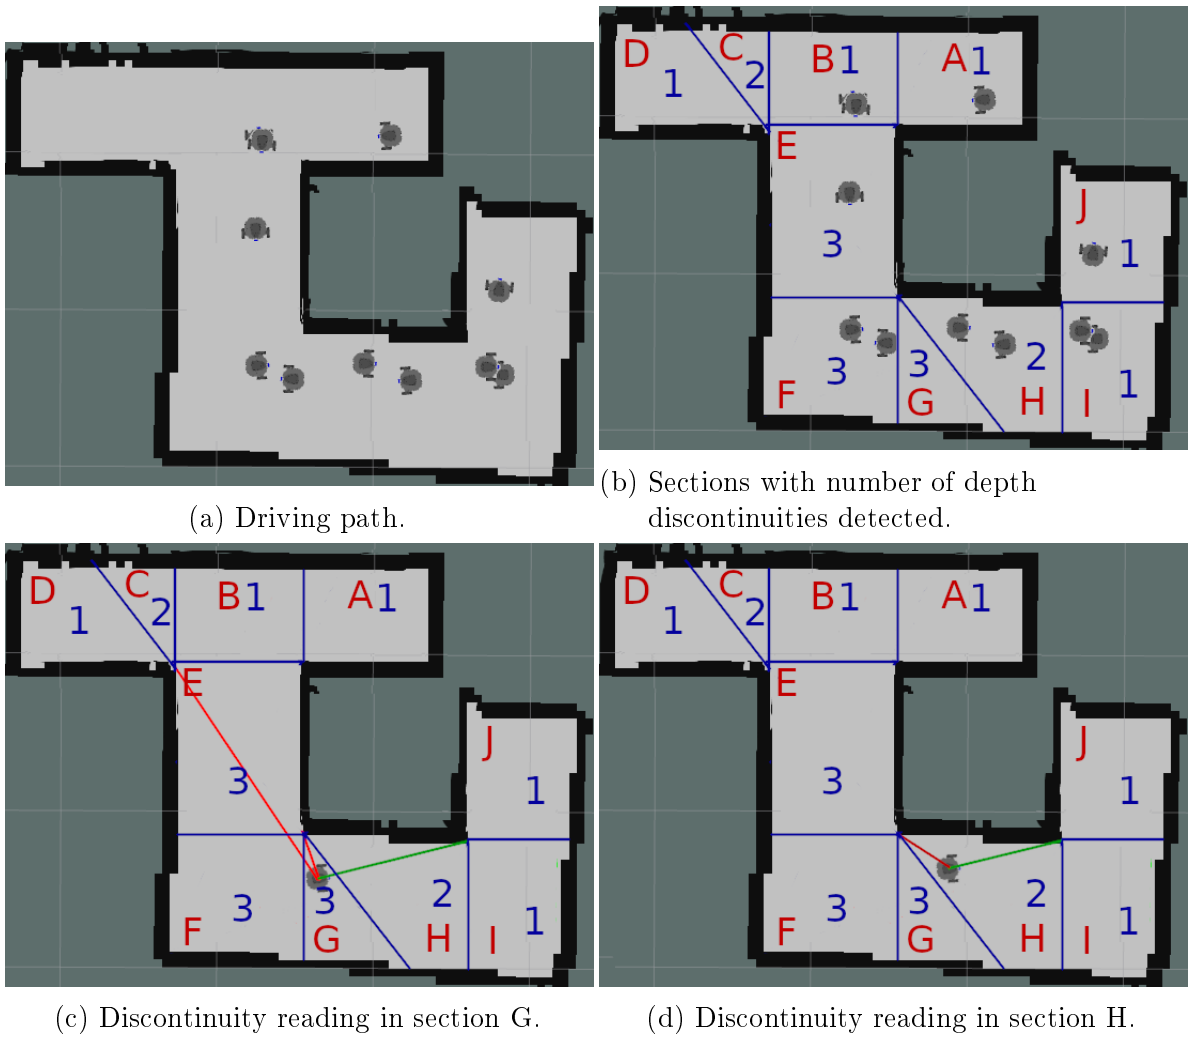 D
C
B1
A1
1
2
E
J
3
1
F
3
3
G
2
H
I
1
(a) Driving path.
(b) Sections with number of depth
discontinuities detected.
D
C
B1
A1
1
2
E
J
3
1
F
3
3
G
2
H
I
1
D
C
B1
A1
1
2
E
J
3
1
F
3
3
G
2
H
I
1
(c) Discontinuity reading in section G.
(d) Discontinuity reading in section H.